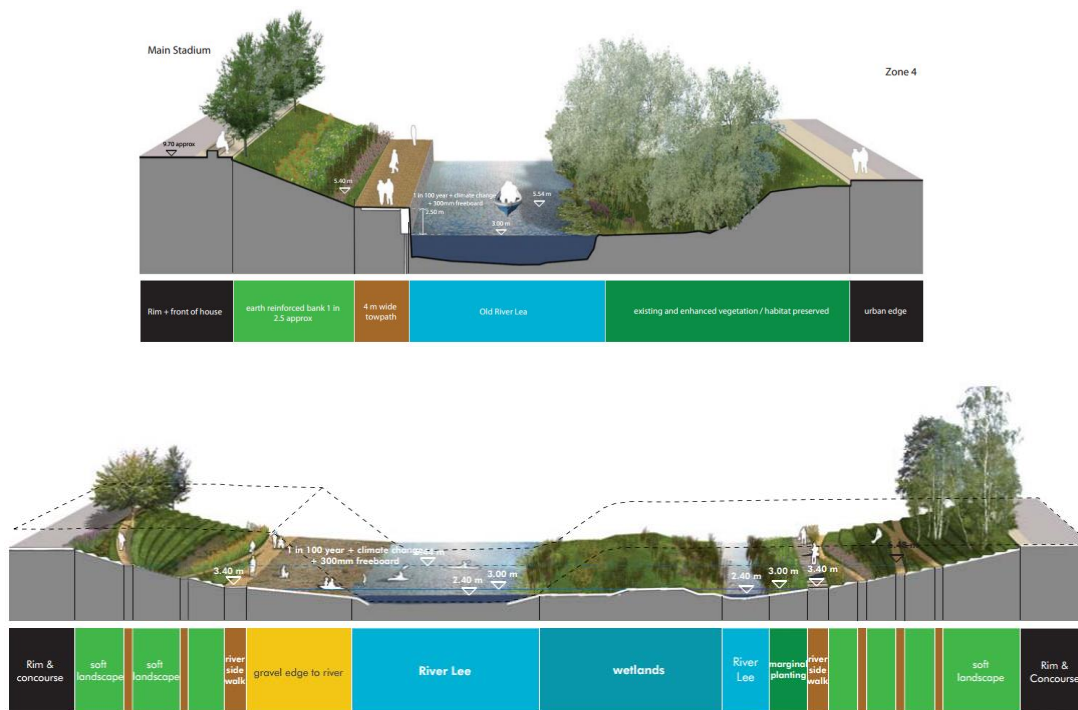 Main Stadium
Zone 4
9.70 approx
5.40 m
1 in 100 year + climate change
+ 300mm freeboard
2.50 m
5.54 m
3.00 m
Rim + front of house
earth reinforced bank 1 in
2.5 approx
4 m wide
towpath
Old River Lea
existing and enhanced vegetation / habitat preserved
urban edge
1 in 100 year + climate change
+ 300mm freeboard
3.40 m
2.40 m
3.00 m
2.40 m
3.00 m
3.40 m
Rim &
concourse
soft
landscape
soft
landscape
river
side
walk
gravel edge to river
River Lee
wetlands
River
Lee
marginal
planting
river
side
walk
soft
landscape
Rim &
Concourse